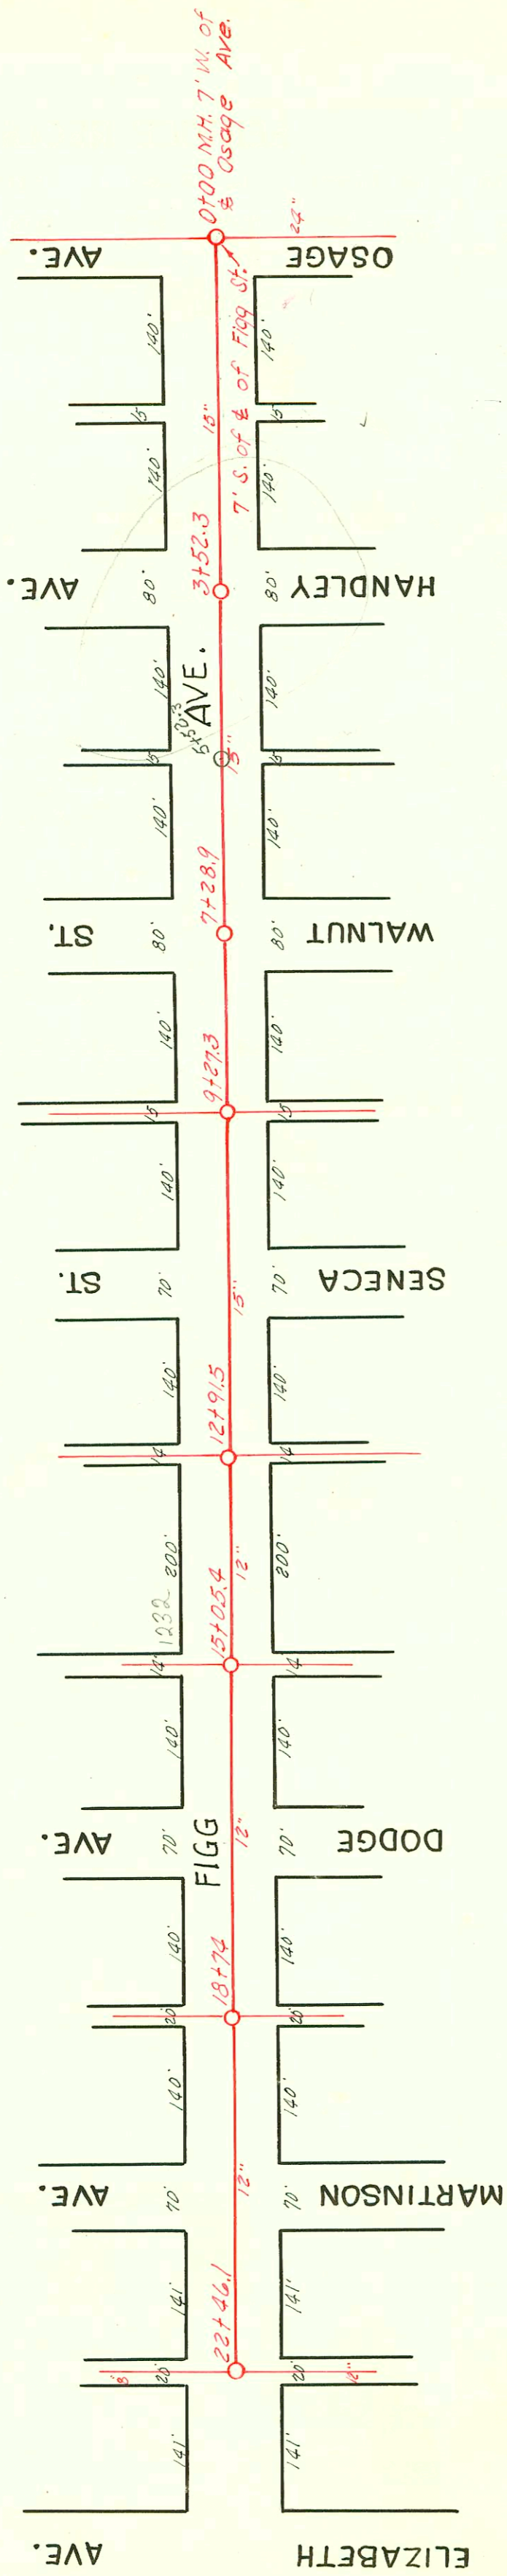 0+00 M.H. 7' W. of
℄ Osage Ave.
OSAGE AVE.
24"
7' S. of ℄ of Figg St.
140' 140'
15"
15 15
140' 140'
3+52.3
HANDLEY AVE.
80' 80'
140' 140'
AVE.
5+52.3
15 15" 15
140' 140'
7+28.9
WALNUT ST.
80' 80'
140' 140'
9+27.3
15 15
140' 140'
SENECA ST.
70' 70'
15"
140' 140'
12+91.5
14 14
200' 200'
1232
12"
15+05.4
14' 14'
140' 140'
FIGG
DODGE AVE.
70' 70'
12"
140' 140'
18+74
20' 20'
140' 140'
MARTINSON AVE.
70' 70'
12"
141' 141'
22+46.1
8" 20' 20' 12"
141' 141'
ELIZABETH AVE.